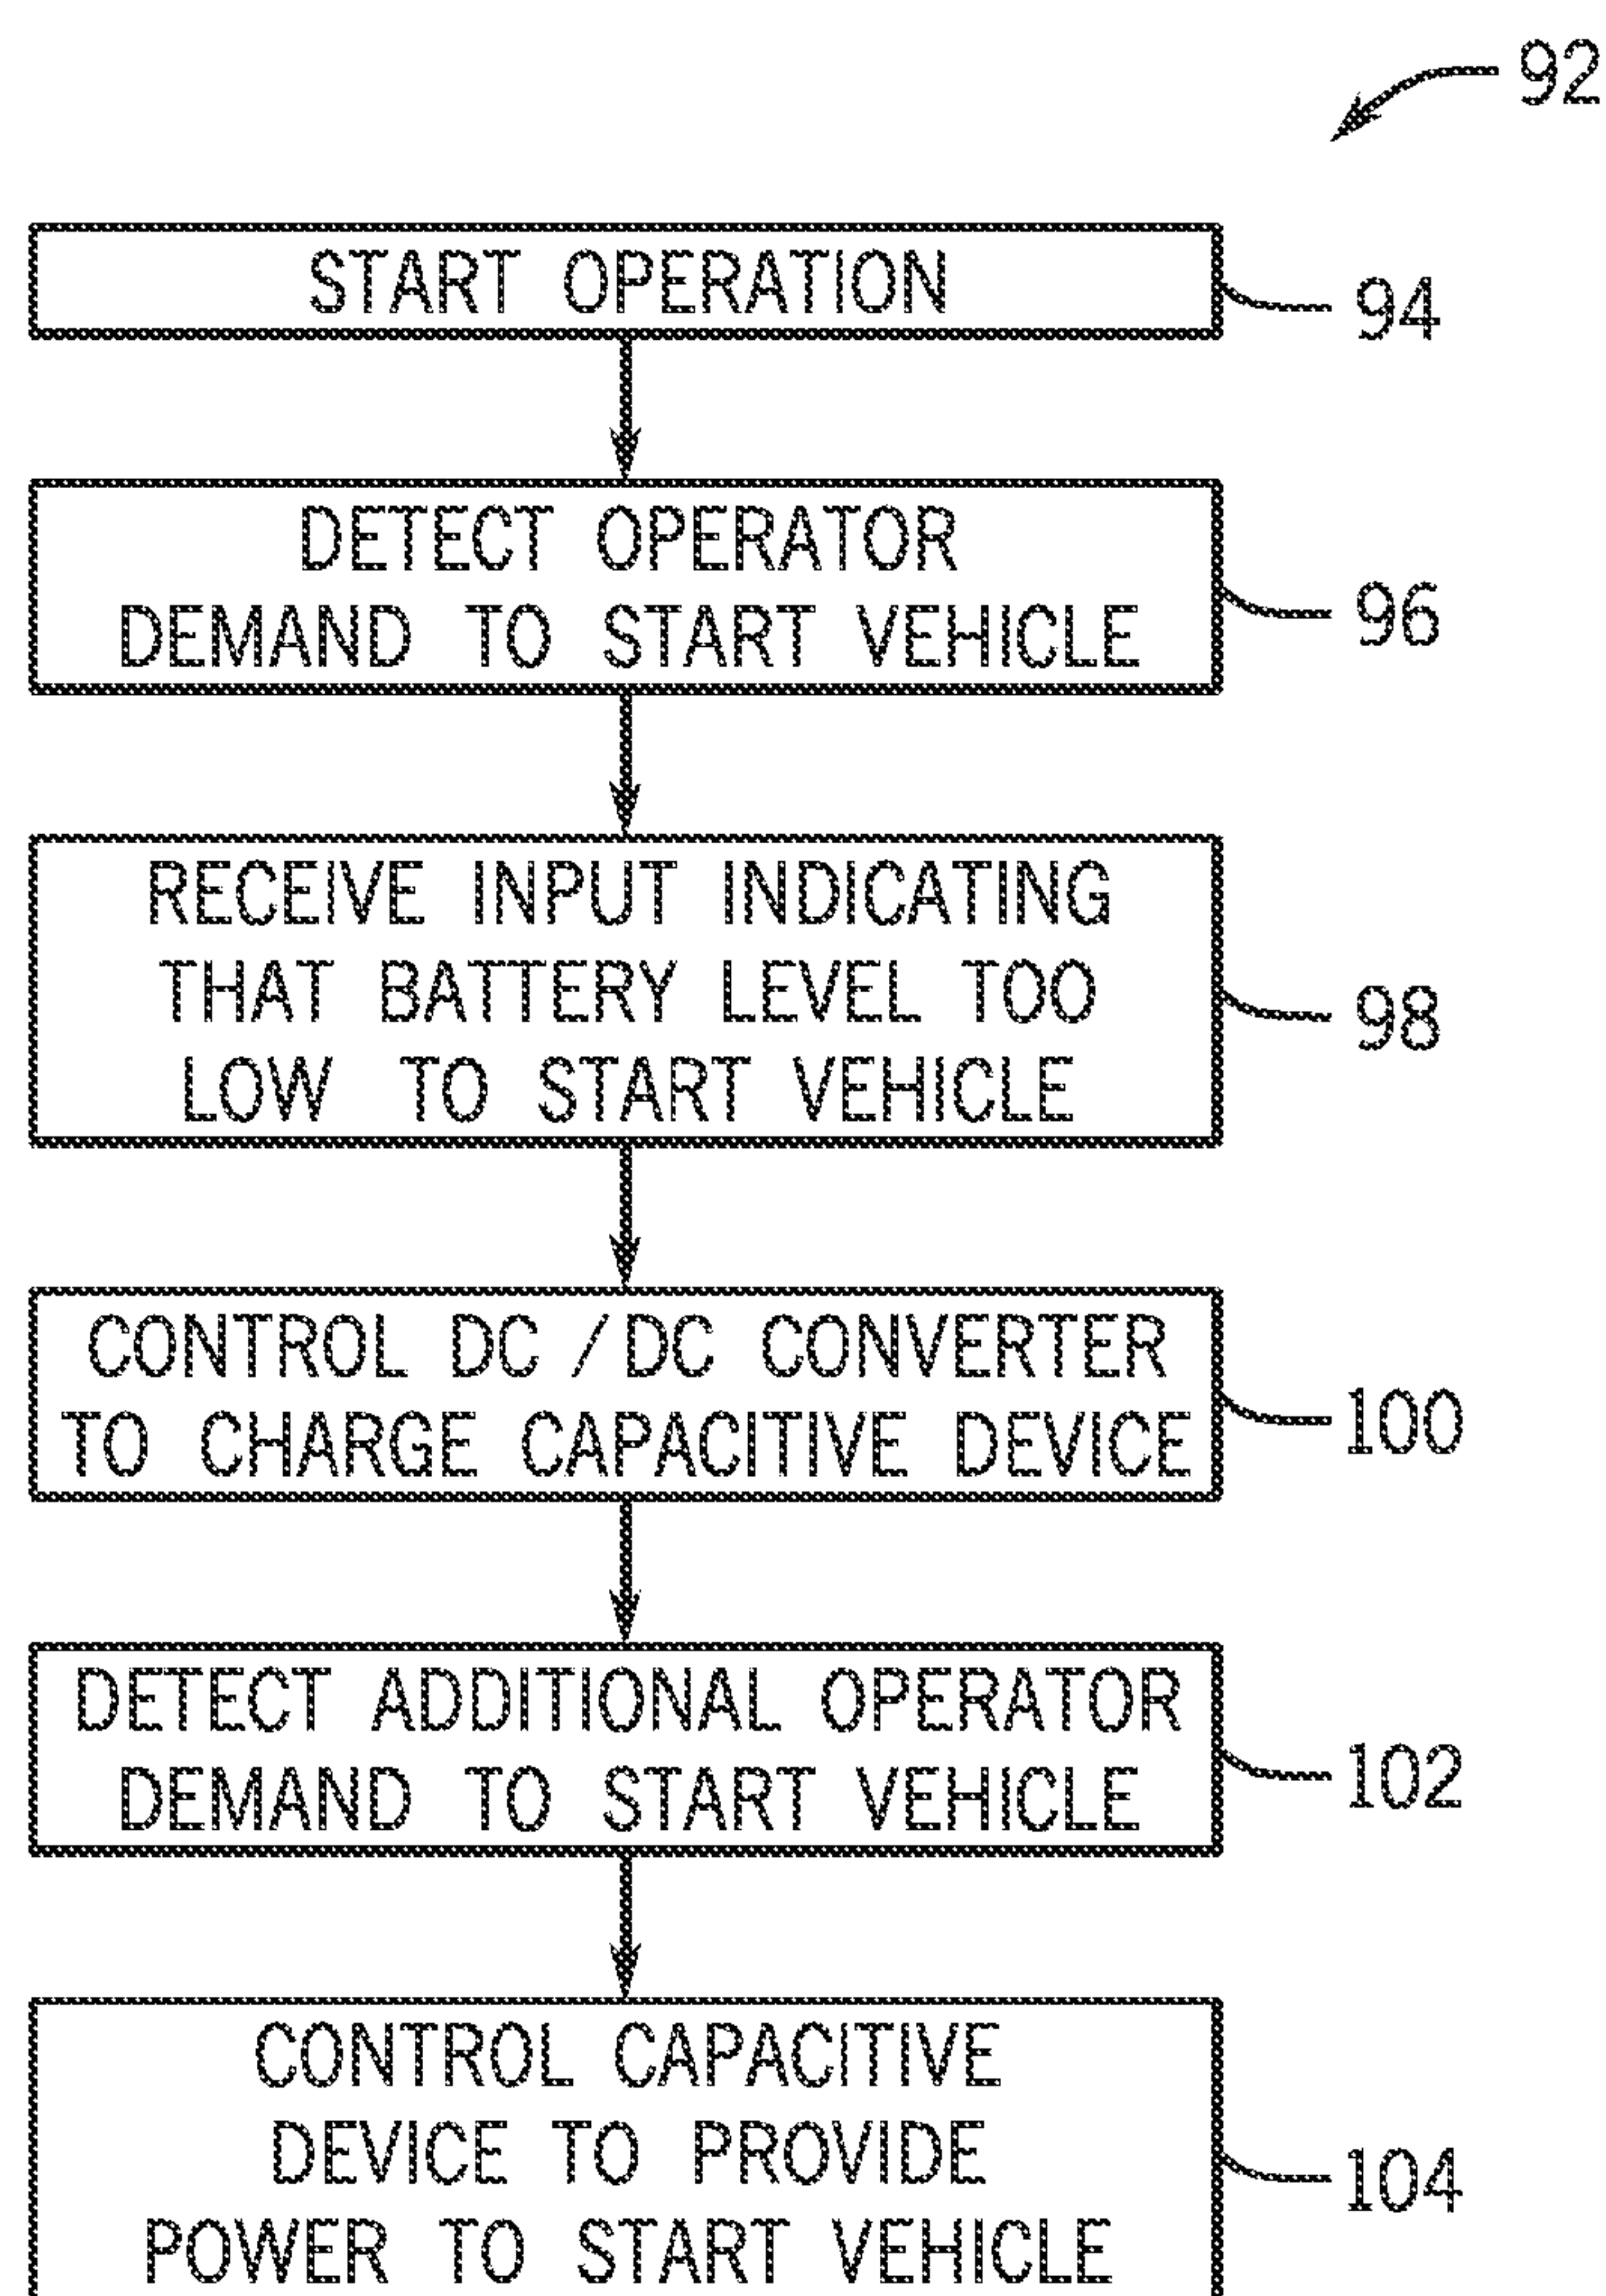 92
START OPERATION
94
DETECT OPERATOR
DEMAND TO START VEHICLE
96
RECEIVE INPUT INDICATING
THAT BATTERY LEVEL TOO
LOW TO START VEHICLE
98
CONTROL DC/DC CONVERTER
TO CHARGE CAPACITIVE DEVICE
100
DETECT ADDITIONAL OPERATOR
DEMAND TO START VEHICLE
102
CONTROL CAPACITIVE
DEVICE TO PROVIDE
POWER TO START VEHICLE
104